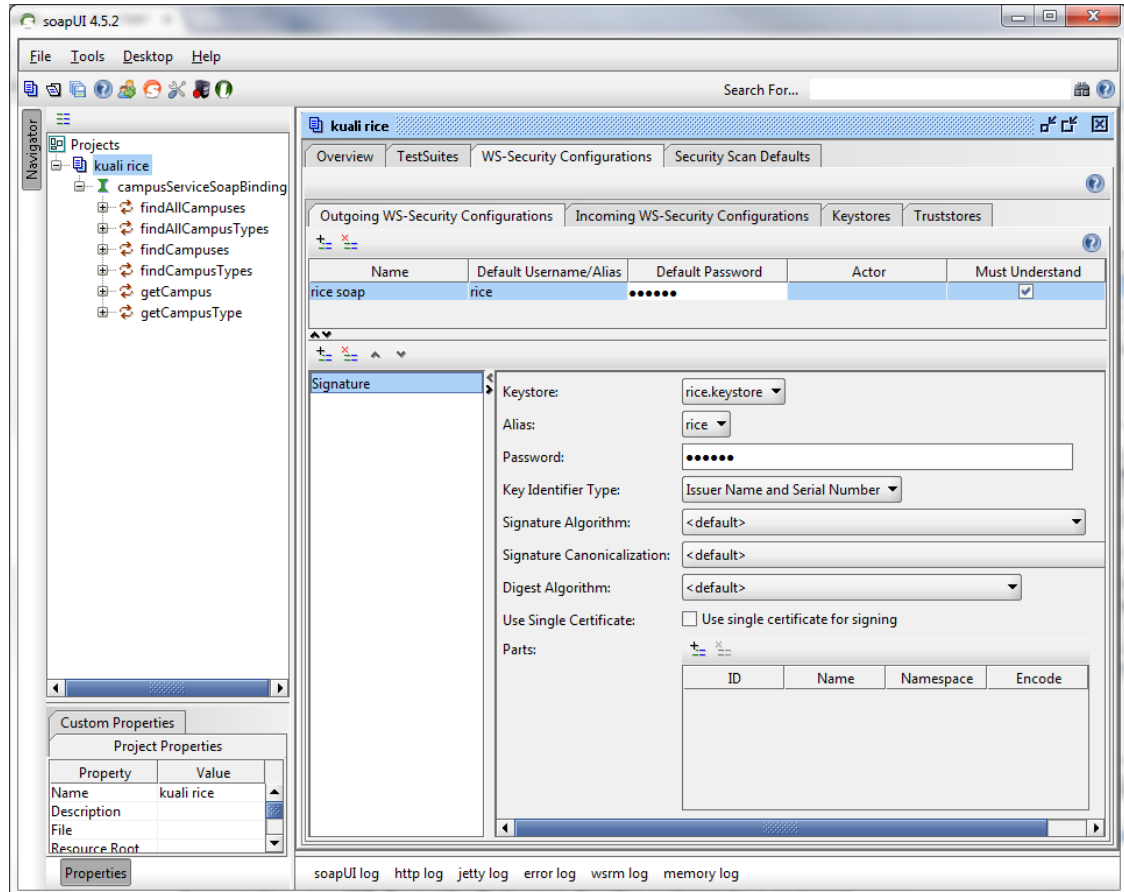 soapUI 4.5.2
File Tools Desktop Help
Search For...
Navigator
Projects
kuali rice
campusServiceSoapBinding
findAllCampuses
findAllCampusTypes
findCampuses
findCampusTypes
getCampus
getCampusType
Custom Properties
Project Properties
Property Value
Name kuali rice
Description
File
Resource Root
Properties
kuali rice
Overview TestSuites WS-Security Configurations Security Scan Defaults
Outgoing WS-Security Configurations Incoming WS-Security Configurations Keystores Truststores
Name Default Username/Alias Default Password Actor Must Understand
rice soap rice ••••••
Signature
Keystore: rice.keystore
Alias: rice
Password: ••••••
Key Identifier Type: Issuer Name and Serial Number
Signature Algorithm: <default>
Signature Canonicalization: <default>
Digest Algorithm: <default>
Use Single Certificate: Use single certificate for signing
Parts:
ID Name Namespace Encode
soapUI log http log jetty log error log wsrm log memory log